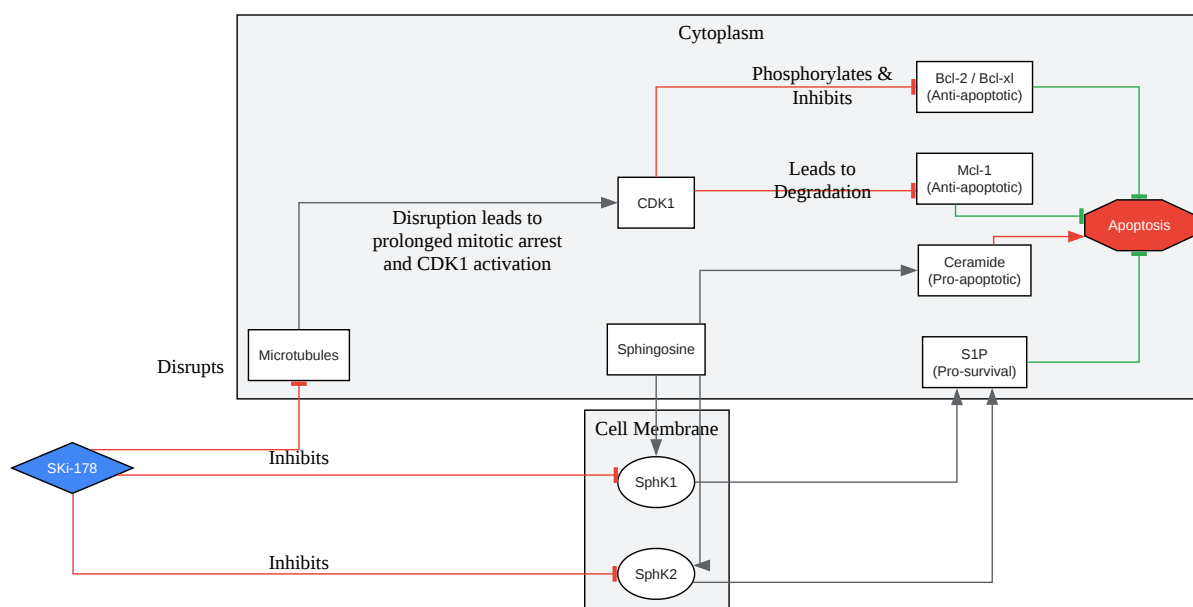 Cytoplasm
Phosphorylates &
Inhibits
Bcl-2 / Bcl-xl
(Anti-apoptotic)
Leads to
Degradation
Mcl-1
(Anti-apoptotic)
CDK1
Disruption leads to
prolonged mitotic arrest
and CDK1 activation
Apoptosis
Ceramide
(Pro-apoptotic)
Sphingosine
Microtubules
Disrupts
S1P
(Pro-survival)
Cell Membrane
Inhibits
SKi-178
SphK1
Inhibits
SphK2